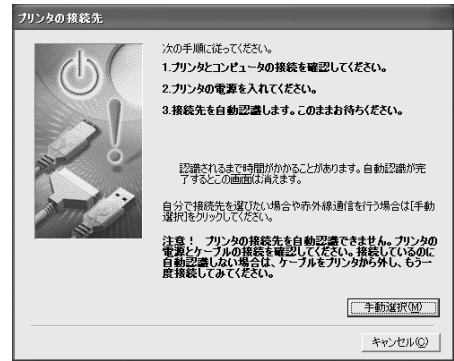 プリンタの接続先
次の手順に従ってください。
1.プリンタとコンピュータの接続を確認してください。
2.プリンタの電源を入れてください。
3.接続先を自動認識します。このままお待ちください。
認識されるまで時間がかかることがあります。自動認識が完
了するとこの画面は消えます。
自分で接続先を選びたい場合や赤外線通信を行う場合は[手動
選択]をクリックしてください。
注意！ プリンタの接続先を自動認識できません。プリンタの
電源とケーブルの接続を確認してください。接続しているのに
自動認識しない場合は、ケーブルをプリンタから外し、もう一
度接続してみてください。
手動選択(M)
キャンセル(C)